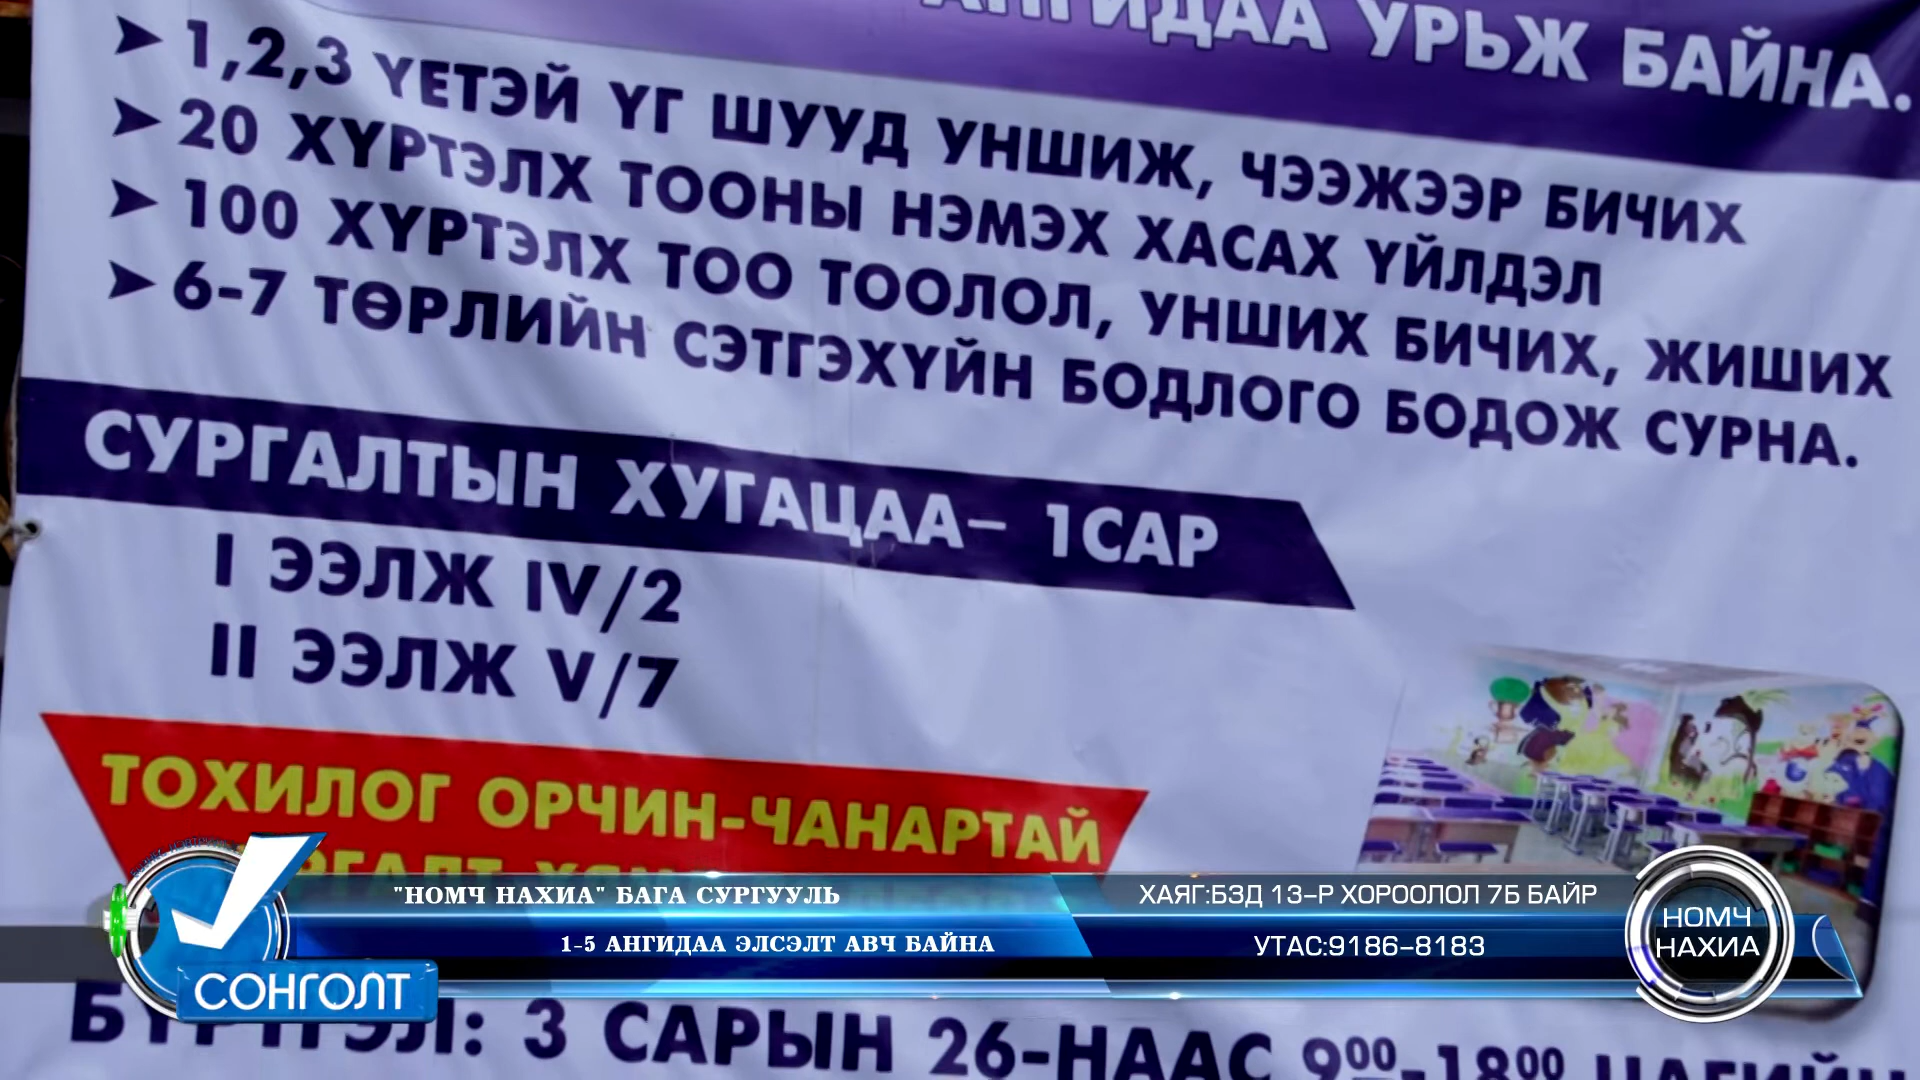 АНГИДАА УРЬЖ БАЙНА.
➤ 1,2,3 ҮЕТЭЙ ҮГ ШУУД УНШИЖ, ЧЭЭЖЭЭР БИЧИХ
➤ 20 ХҮРТЭЛХ ТООНЫ НЭМЭХ ХАСАХ ҮЙЛДЭЛ
➤ 100 ХҮРТЭЛХ ТОО ТООЛОЛ, УНШИХ БИЧИХ, ЖИШИХ
➤ 6-7 ТӨРЛИЙН СЭТГЭХҮЙН БОДЛОГО БОДОЖ СУРНА.
СУРГАЛТЫН ХУГАЦАА– 1САР
I ЭЭЛЖ IV/2
II ЭЭЛЖ V/7
ТОХИЛОГ ОРЧИН-ЧАНАРТАЙ
"НОМЧ НАХИА" БАГА СУРГУУЛЬ
1-5 АНГИДАА ЭЛСЭЛТ АВЧ БАЙНА
ХАЯГ:БЗД 13-Р ХОРООЛОЛ 7Б БАЙР
УТАС:9186-8183
НОМЧ
НАХИА
СОНГОЛТ
БҮРТГЭЛ: 3 САРЫН 26-НААС 9⁰⁰-18⁰⁰ ЦАГИЙН